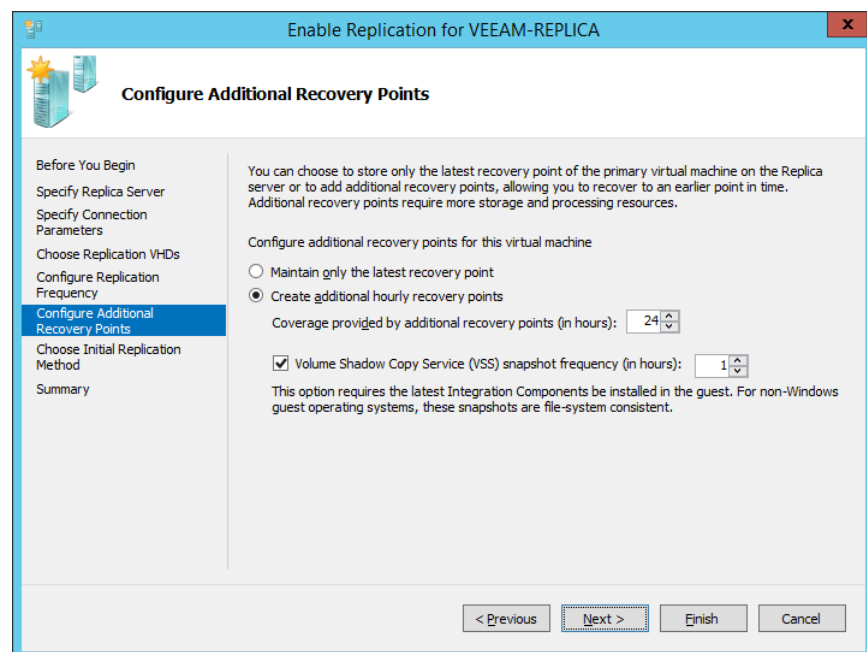 Enable Replication for VEEAM-REPLICA
x
Configure Additional Recovery Points
Before You Begin
Specify Replica Server
Specify Connection
Parameters
Choose Replication VHDs
Configure Replication
Frequency
Configure Additional
Recovery Points
Choose Initial Replication
Method
Summary
You can choose to store only the latest recovery point of the primary virtual machine on the Replica
server or to add additional recovery points, allowing you to recover to an earlier point in time.
Additional recovery points require more storage and processing resources.
Configure additional recovery points for this virtual machine
Maintain only the latest recovery point
Create additional hourly recovery points
Coverage provided by additional recovery points (in hours): 24
Volume Shadow Copy Service (VSS) snapshot frequency (in hours): 1
This option requires the latest Integration Components be installed in the guest. For non-Windows
guest operating systems, these snapshots are file-system consistent.
< Previous Next > Finish Cancel